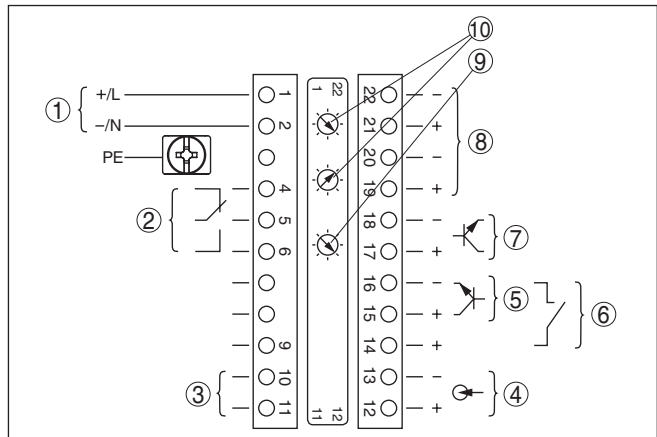 ⑩
⑨
① +/L 1 1 22 22 −
−/N 2 21 + ⑧
PE 20 −
4 19 +
② 5 18 − ⑦
6 17 +
16 − ⑤ ⑥
15 +
9 14 +
③ 10 13 − ④
11 11 12 12 +